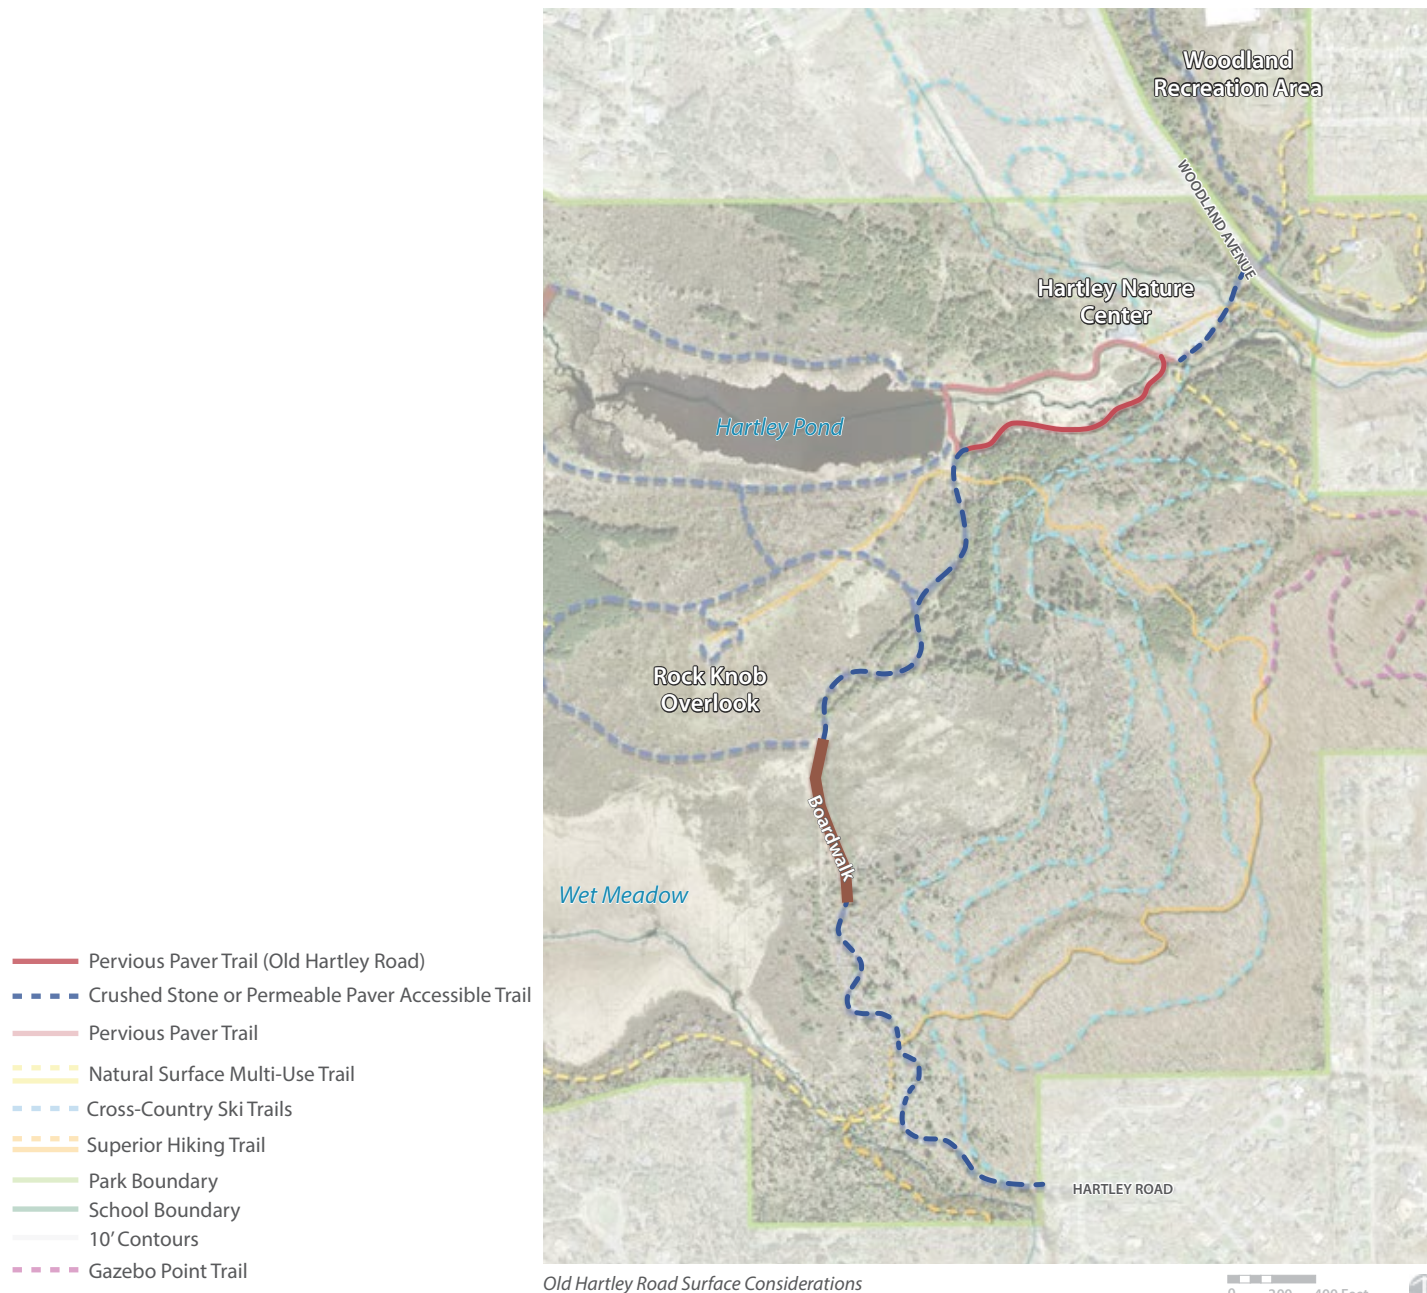 Woodland
Recreation Area
WOODLAND AVENUE
Hartley Nature
Center
Hartley Pond
Rock Knob
Overlook
Boardwalk
Wet Meadow
HARTLEY ROAD
Pervious Paver Trail (Old Hartley Road)
Crushed Stone or Permeable Paver Accessible Trail
Pervious Paver Trail
Natural Surface Multi-Use Trail
Cross-Country Ski Trails
Superior Hiking Trail
Park Boundary
School Boundary
10’ Contours
Gazebo Point Trail
Old Hartley Road Surface Considerations